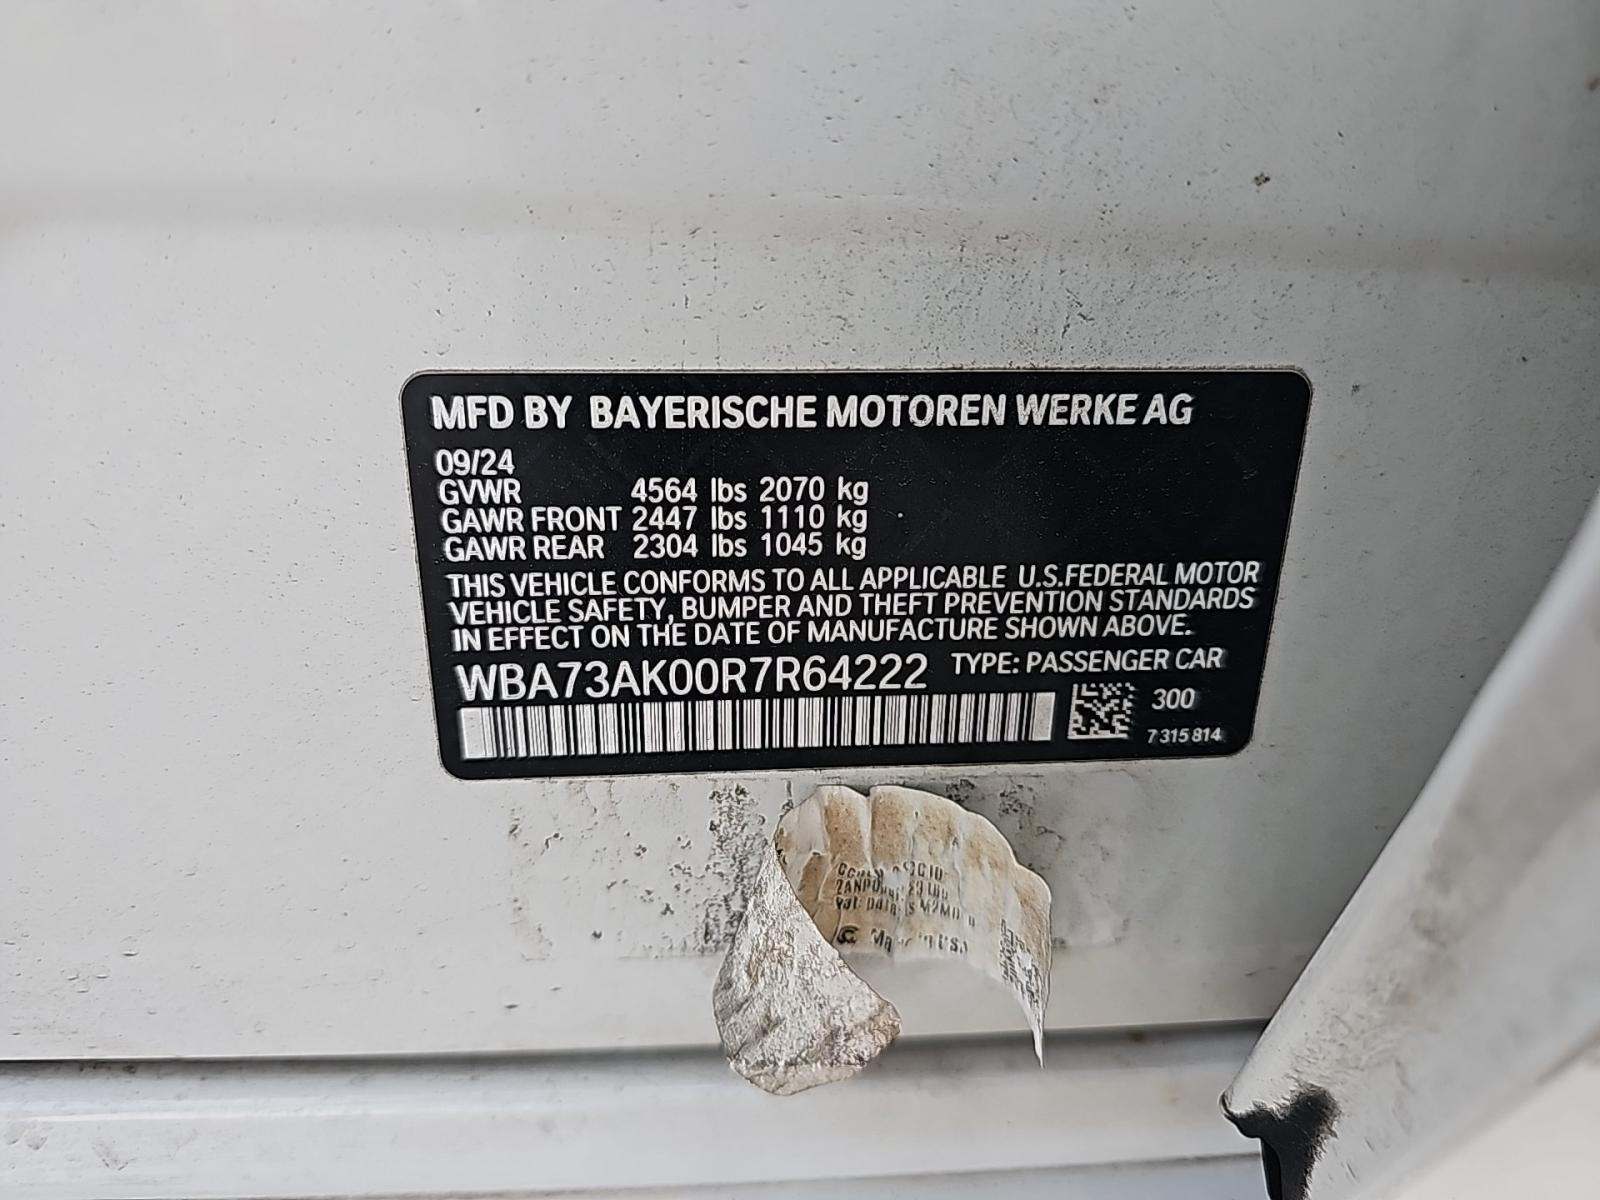 MFD BY BAYERISCHE MOTOREN WERKE AG
09/24
GVWR 4564 lbs 2070 kg
GAWR FRONT 2447 lbs 1110 kg
GAWR REAR 2304 lbs 1045 kg
THIS VEHICLE CONFORMS TO ALL APPLICABLE U.S.FEDERAL MOTOR
VEHICLE SAFETY, BUMPER AND THEFT PREVENTION STANDARDS
IN EFFECT ON THE DATE OF MANUFACTURE SHOWN ABOVE.
WBA73AK00R7R64222 TYPE: PASSENGER CAR
300
7 315 814